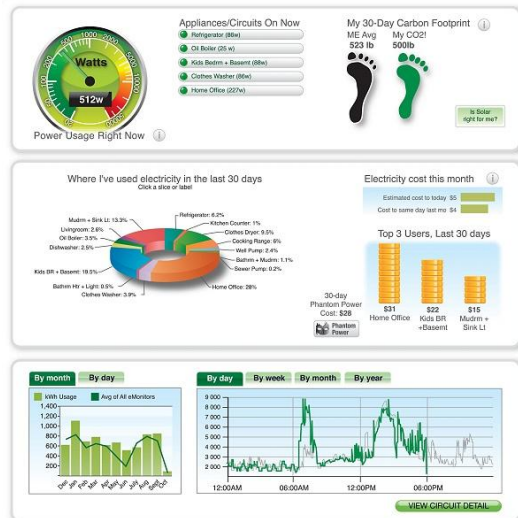 Appliances/Circuits On Now
Refrigerator (86w)
Oil Boiler (25 w)
Kids Bedrm + Basemt (88w)
Clothes Washer (86w)
Home Office (227w)
My 30-Day Carbon Footprint
ME Avg
523 lb
My CO2!
500lb
Is Solar
right for me?
Watts
512w
Power Usage Right Now
Where I've used electricity in the last 30 days
Click a slice or label
Refrigerator: 6.2%
Kitchen Counter: 1%
Clothes Dryer: 9.5%
Cooking Range: 6%
Well Pump: 2.4%
Bathrm + Mudrm: 1.1%
Sewer Pump: 0.2%
Home Office: 28%
Clothes Washer: 3.9%
Bathrm Htr + Light: 0.5%
Kids BR + Basemt: 19.5%
Dishwasher: 2.5%
Oil Boiler: 3.5%
Livingroom: 2.6%
Mudrm + Sink Lt: 13.3%
Electricity cost this month
Estimated cost to today $5
Cost to same day last mo $4
Top 3 Users, Last 30 days
$31
Home Office
$22
Kids BR
+Basemt
$15
Mudrm +
Sink Lt
30-day
Phantom Power
Cost: $28
Phantom
Power
By month
By day
kWh Usage
Avg of All eMonitors
1,400
1,200
1,000
800
600
400
200
Dec Jan Feb Mar Apr May Jun July Aug Sept Oct
By day
By week
By month
By year
9 000
8 000
7 000
6 000
5 000
4 000
3 000
2 000
12:00AM
06:00AM
12:00PM
06:00PM
VIEW CIRCUIT DETAIL